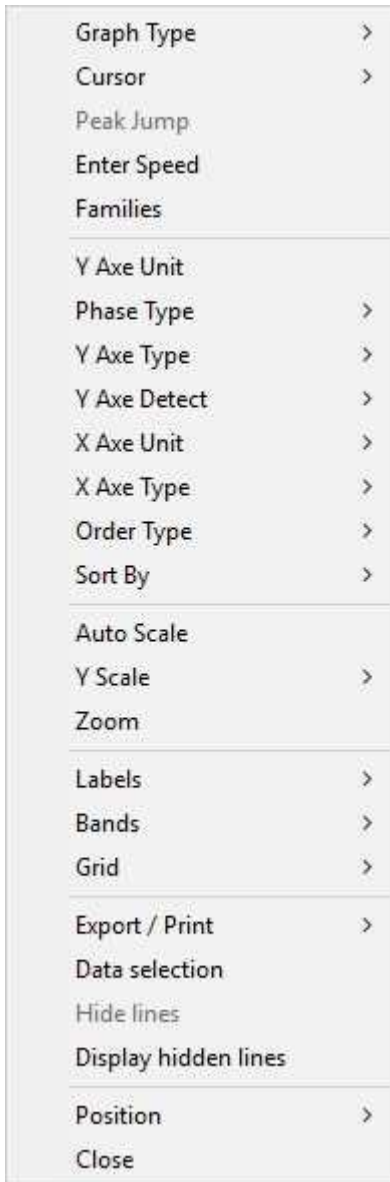 Graph Type
Cursor
Peak Jump
Enter Speed
Families
Y Axe Unit
Phase Type
Y Axe Type
Y Axe Detect
X Axe Unit
X Axe Type
Order Type
Sort By
Auto Scale
Y Scale
Zoom
Labels
Bands
Grid
Export / Print
Data selection
Hide lines
Display hidden lines
Position
Close